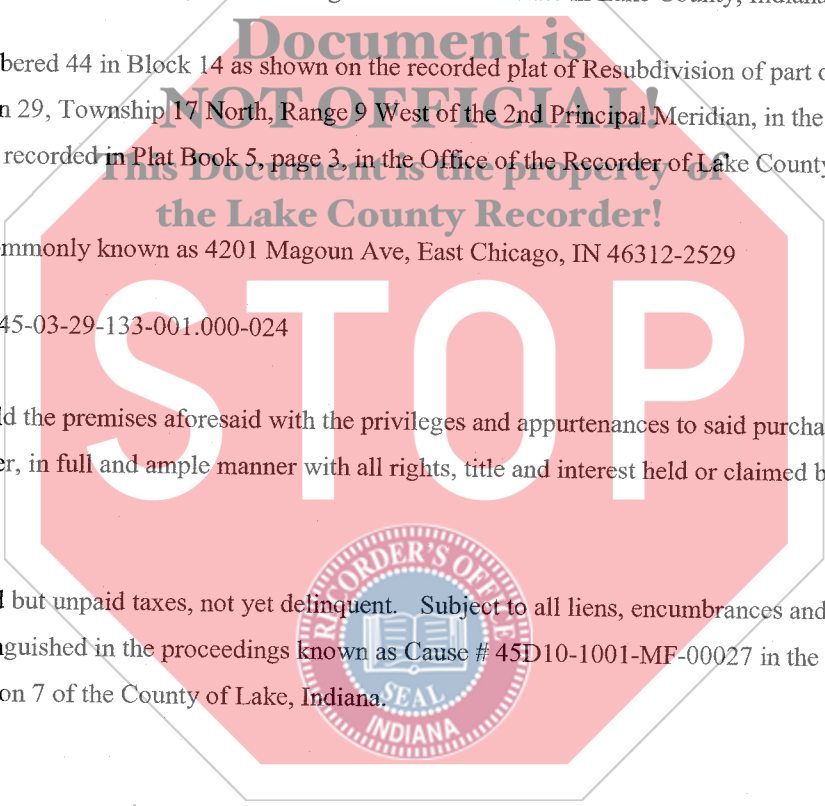 Lake County, Indiana
Document is
bered 44 in Block 14 as shown on the recorded plat of Resubdivision of part
NOT OFFICIAL!
n 29, Township 17 North, Range 9 West of the 2nd Principal Meridian, in the
recorded in Plat Book 5, page 3, in the Office of the Recorder of Lake County
This Document is the property of
the Lake County Recorder!
mmonly known as 4201 Magoun Ave, East Chicago, IN 46312-2529
STOP
45-03-29-133-001.000-024
ld the premises aforesaid with the privileges and appurtenances to said purcha
er, in full and ample manner with all rights, title and interest held or claimed b
RECORDER'S OFFICE
but unpaid taxes, not yet delinquent. Subject to all liens, encumbrances and
nguished in the proceedings known as Cause # 45D10-1001-MF-00027 in the
on 7 of the County of Lake, Indiana.
SEAL
INDIANA